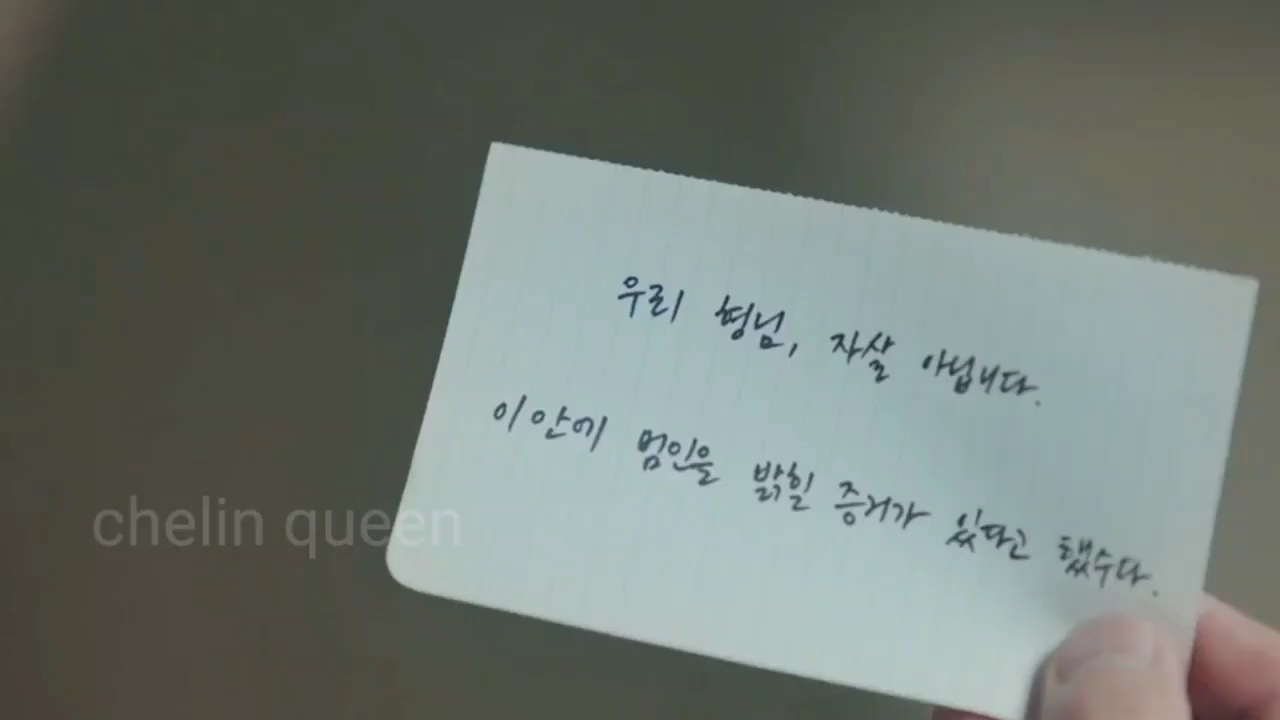 우리 형님, 자살 아닙니다.
이 안에 범인을 밝힐 증거가 있다고 했수다.
chelin queen